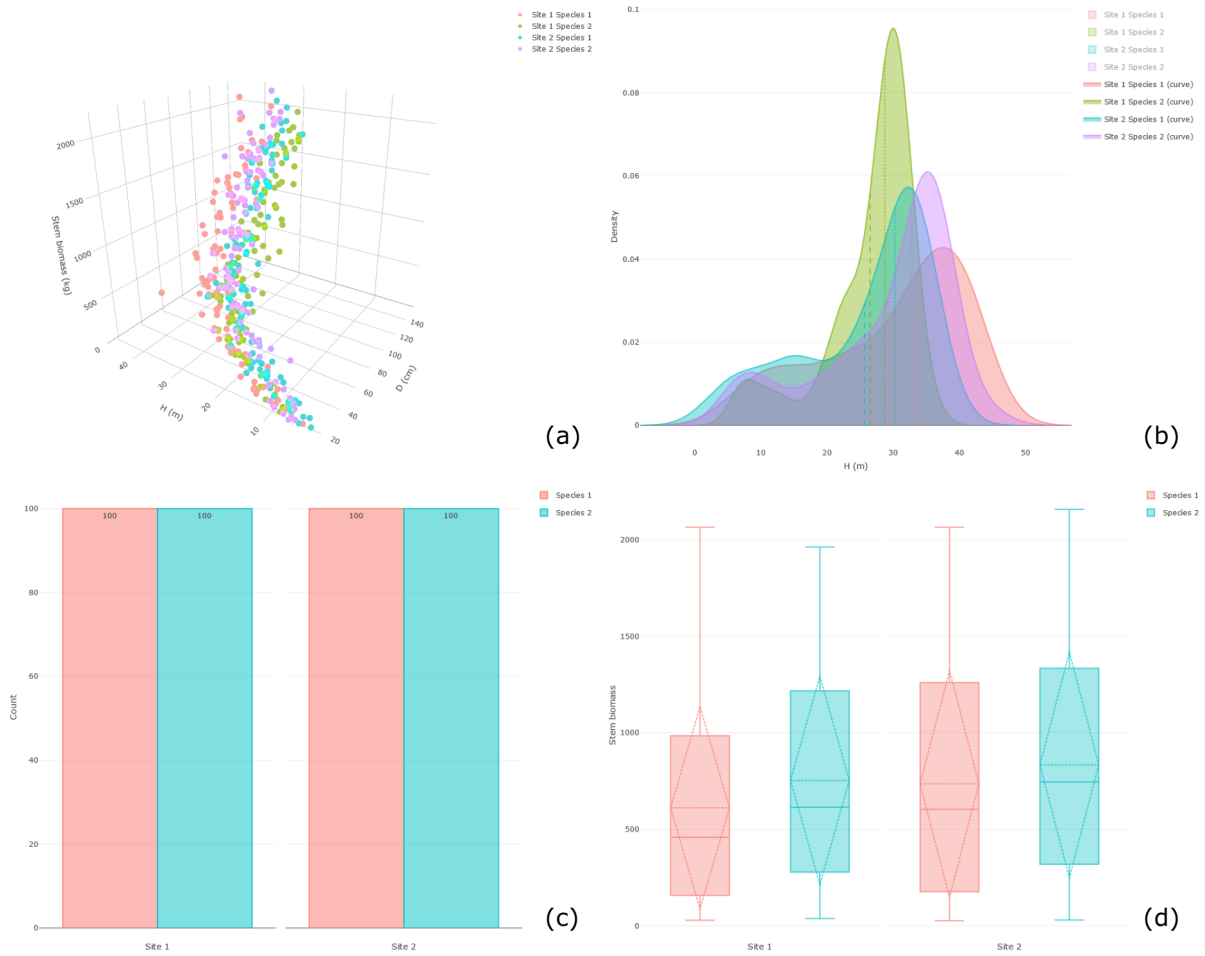 Site 1 Species 1
Site 1 Species 2
Site 2 Species 1
Site 2 Species 2
2000
1500
1000
500
0
Stem biomass (kg)
40
30
20
10
H (m)
140
120
100
80
60
40
20
D (cm)
(a)
0.1
0.08
0.06
0.04
0.02
0
Density
0
10
20
30
40
50
H (m)
Site 1 Species 1
Site 1 Species 2
Site 2 Species 1
Site 2 Species 2
Site 1 Species 1 (curve)
Site 1 Species 2 (curve)
Site 2 Species 1 (curve)
Site 2 Species 2 (curve)
(b)
Species 1
Species 2
100
80
60
40
20
0
Count
100
100
100
100
Site 1
Site 2
(c)
Species 1
Species 2
2000
1500
1000
500
0
Stem biomass
Site 1
Site 2
(d)